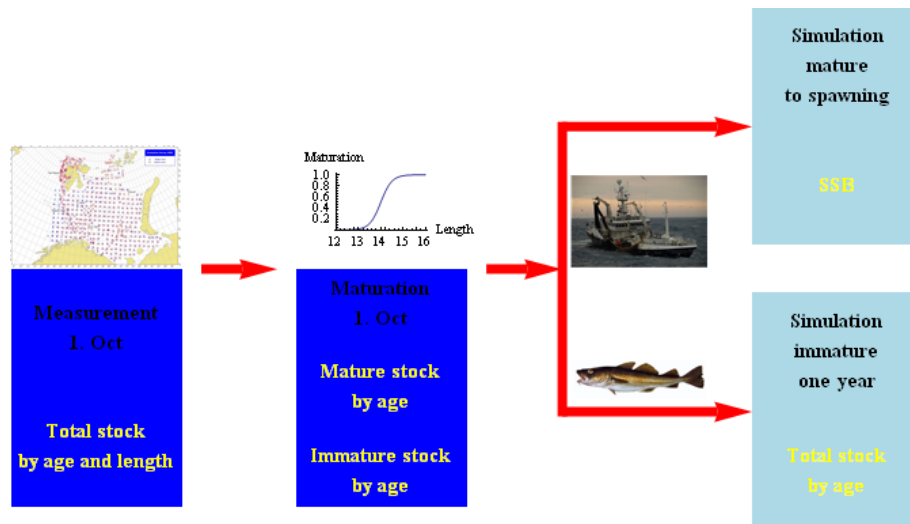 Measurement
1. Oct
Total stock
by age and length
Maturation
1.0
0.8
0.6
0.4
0.2
12 13 14 15 16
Length
Maturation
1. Oct
Mature stock
by age
Immature stock
by age
Simulation
mature
to spawning
SSB
Simulation
immature
one year
Total stock
by age